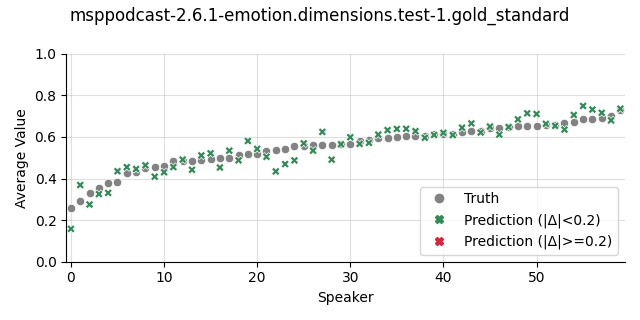 msppodcast-2.6.1-emotion.dimensions.test-1.gold_standard
1.0
0.8
0.6
0.4
0.2
0.0
Average Value
Truth
Prediction (|Δ|<0.2)
Prediction (|Δ|>=0.2)
0 10 20 30 40 50
Speaker